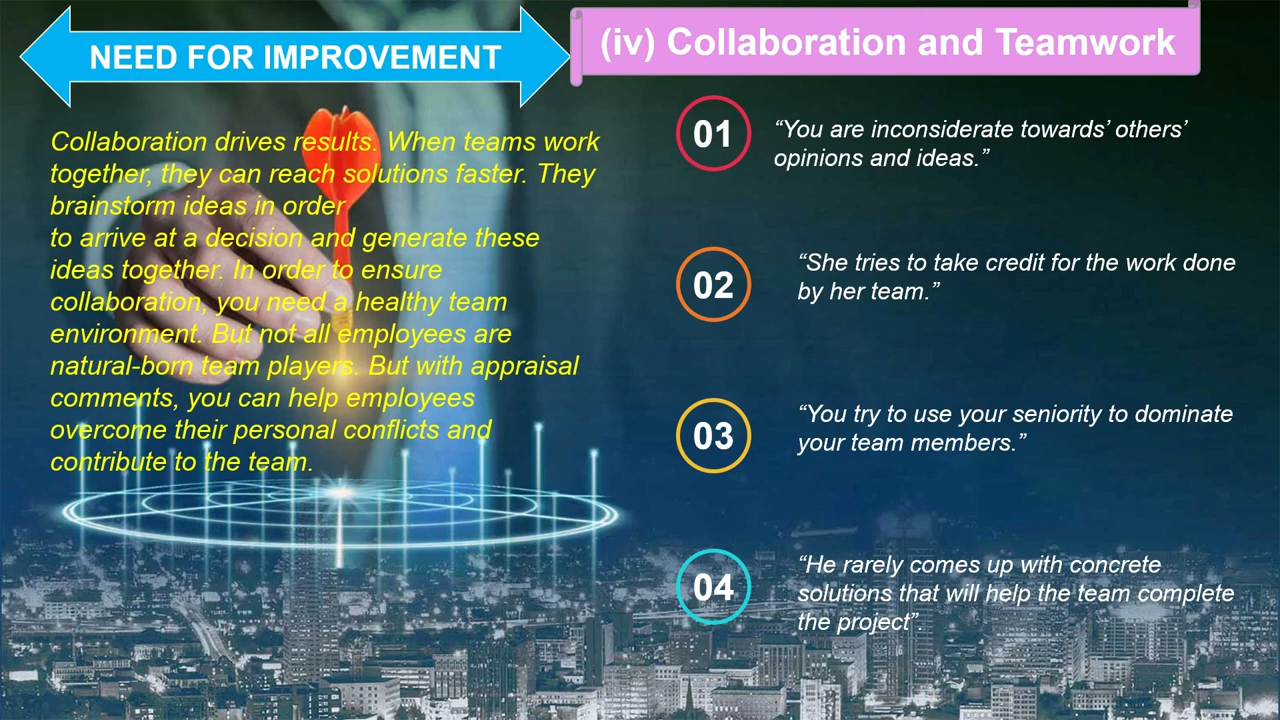 NEED FOR IMPROVEMENT
(iv) Collaboration and Teamwork
Collaboration drives results. When teams work
together, they can reach solutions faster. They
brainstorm ideas in order
to arrive at a decision and generate these
ideas together. In order to ensure
collaboration, you need a healthy team
environment. But not all employees are
natural-born team players. But with appraisal
comments, you can help employees
overcome their personal conflicts and
contribute to the team.
01
“You are inconsiderate towards’ others’
opinions and ideas.”
02
“She tries to take credit for the work done
by her team.”
03
“You try to use your seniority to dominate
your team members.”
04
“He rarely comes up with concrete
solutions that will help the team complete
the project”.